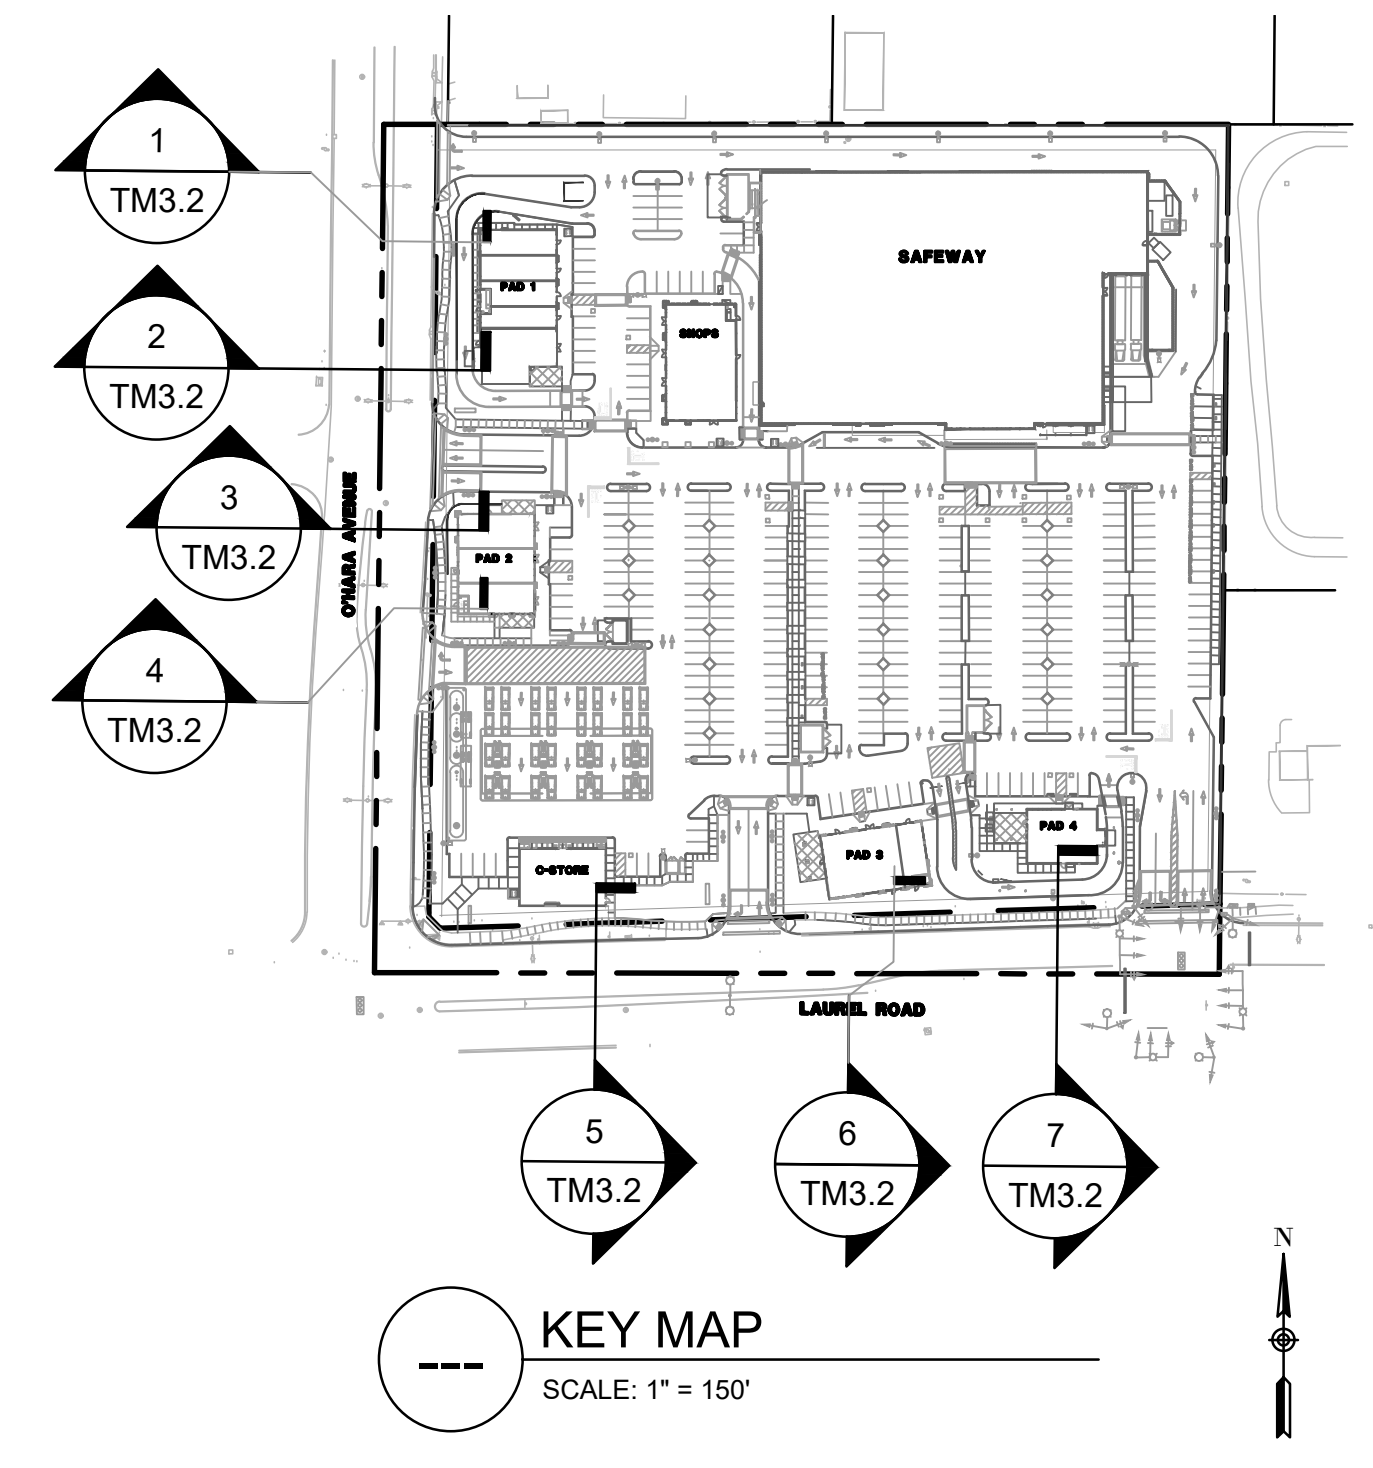 1
TM3.2
SAFEWAY
PAD 1
2
TM3.2
SHOPS
3
TM3.2
O'HARA AVENUE
PAD 2
4
TM3.2
PAD 4
PAD 3
C-STORE
LAUREL ROAD
5
TM3.2
6
TM3.2
7
TM3.2
N
KEY MAP
---
SCALE: 1" = 150'